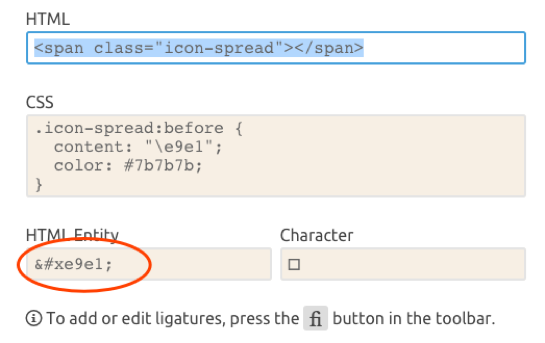 HTML
<span class="icon-spread"></span>
CSS
.icon-spread:before {
content: "\e9e1";
color: #7b7b7b;
}
HTML Entity
Character
&#xe9e1;
To add or edit ligatures, press the fi button in the toolbar.